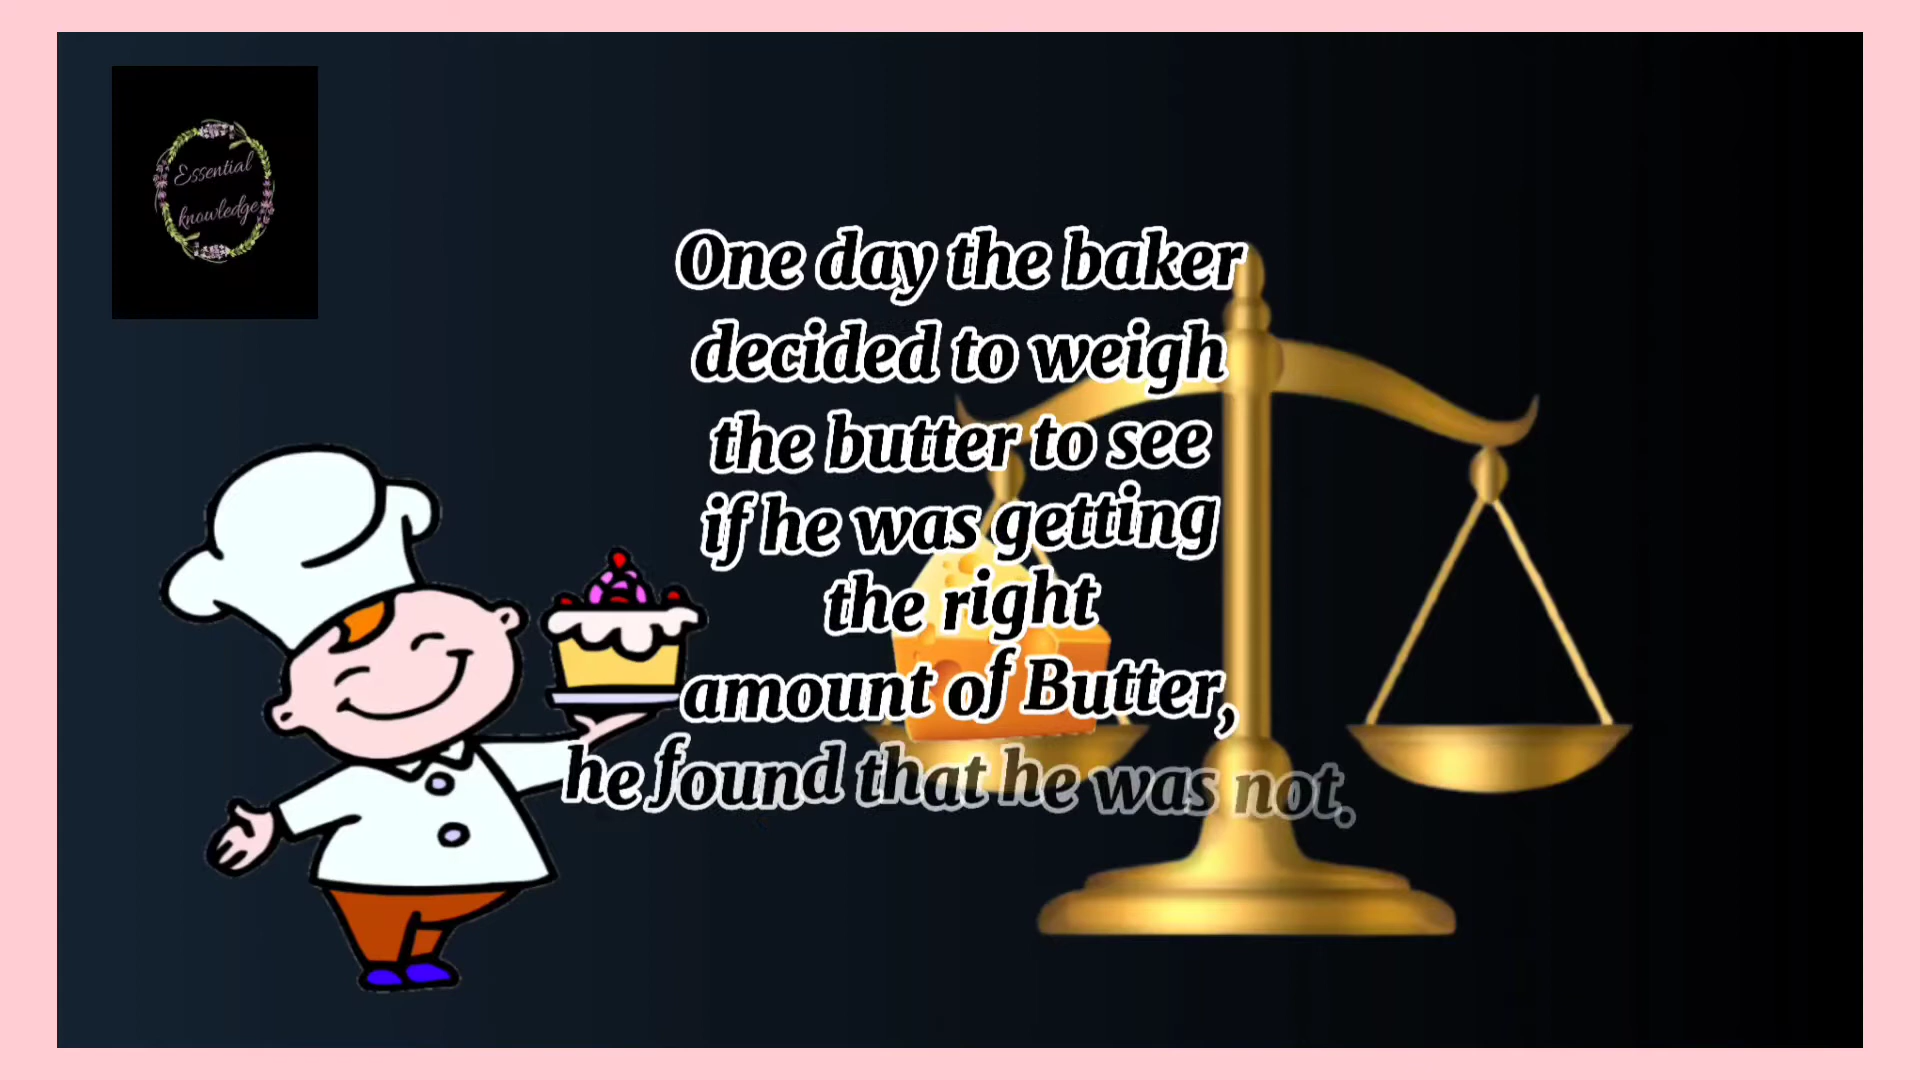 Essential
knowledge
One day the baker
decided to weigh
the butter to see
if he was getting
the right
amount of Butter,
he found that he was not.